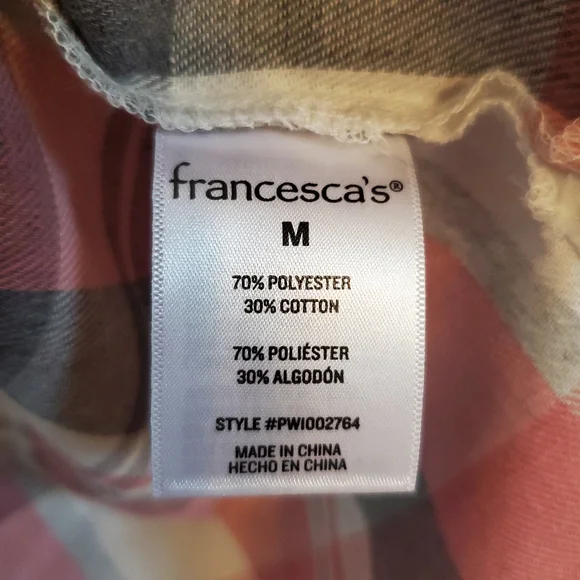 francesca's®
M
70% POLYESTER
30% COTTON
70% POLIÉSTER
30% ALGODÓN
STYLE #PWI002764
MADE IN CHINA
HECHO EN CHINA